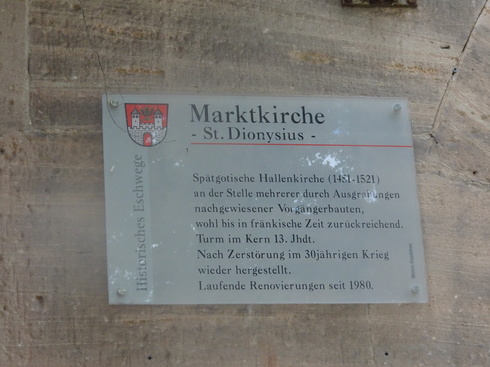 Marktkirche
- St. Dionysius -
Spätgotische Hallenkirche (1451-1521)
an der Stelle mehrerer durch Ausgrabungen
nachgewiesener Vorgängerbauten,
wohl bis in fränkische Zeit zurückreichend.
Turm im Kern 13. Jhdt.
Nach Zerstörung im 30jährigen Krieg
wieder hergestellt.
Laufende Renovierungen seit 1980.
Historisches Eschwege